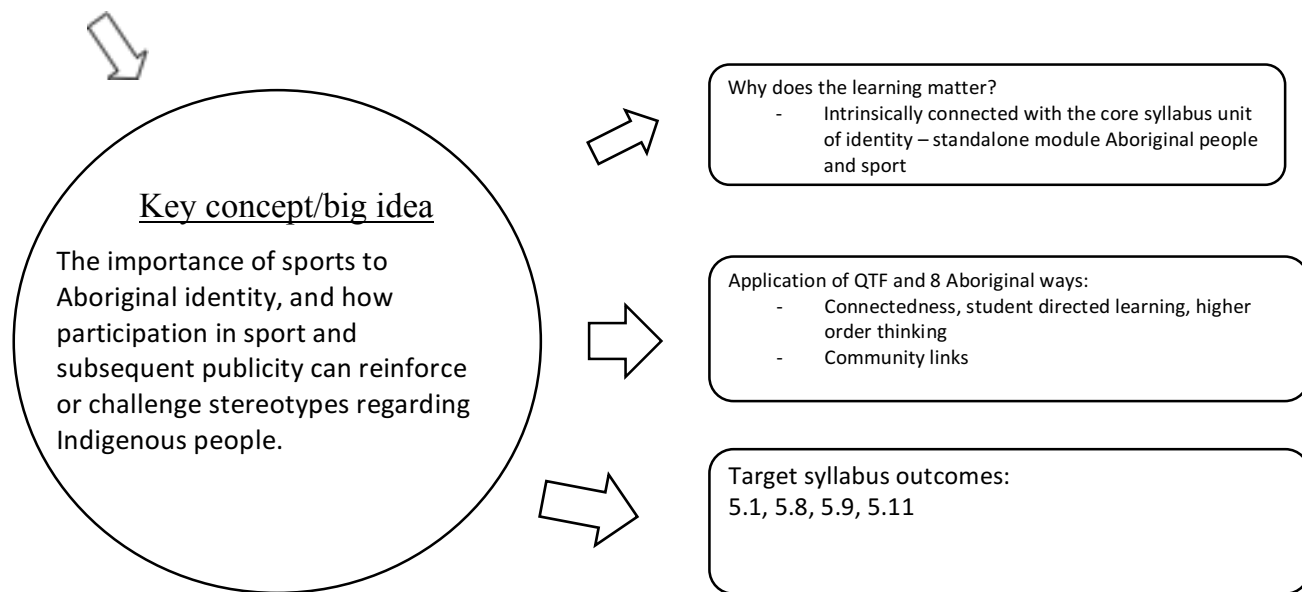 Key concept/big idea
The importance of sports to
Aboriginal identity, and how
participation in sport and
subsequent publicity can reinforce
or challenge stereotypes regarding
Indigenous people.
Why does the learning matter?
- Intrinsically connected with the core syllabus unit
of identity – standalone module Aboriginal people
and sport
Application of QTF and 8 Aboriginal ways:
- Connectedness, student directed learning, higher
order thinking
- Community links
Target syllabus outcomes:
5.1, 5.8, 5.9, 5.11